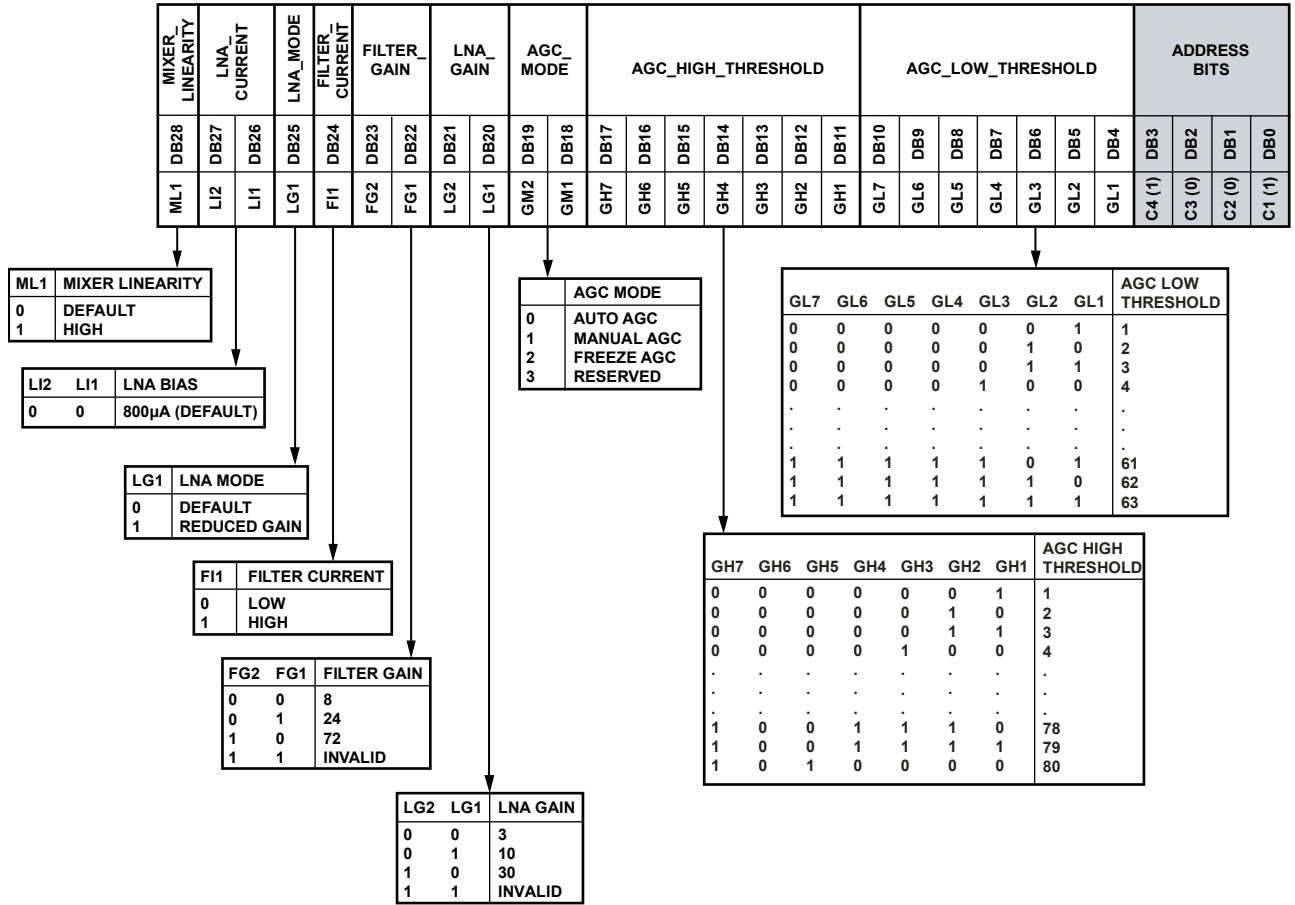 MIXER_ LINEARITY
LNA_ CURRENT
LNA_MODE
FILTER_ CURRENT
FILTER_ GAIN
LNA_ GAIN
AGC_ MODE
AGC_HIGH_THRESHOLD
AGC_LOW_THRESHOLD
ADDRESS BITS
DB28 DB27 DB26 DB25 DB24 DB23 DB22 DB21 DB20 DB19 DB18 DB17 DB16 DB15 DB14 DB13 DB12 DB11 DB10 DB9 DB8 DB7 DB6 DB5 DB4 DB3 DB2 DB1 DB0
ML1 LI2 LI1 LG1 FI1 FG2 FG1 LG2 LG1 GM2 GM1 GH7 GH6 GH5 GH4 GH3 GH2 GH1 GL7 GL6 GL5 GL4 GL3 GL2 GL1 C4 (1) C3 (0) C2 (0) C1 (1)
ML1 MIXER LINEARITY
0 DEFAULT
1 HIGH
LI2 LI1 LNA BIAS
0 0 800µA (DEFAULT)
LG1 LNA MODE
0 DEFAULT
1 REDUCED GAIN
FI1 FILTER CURRENT
0 LOW
1 HIGH
FG2 FG1 FILTER GAIN
0 0 8
0 1 24
1 0 72
1 1 INVALID
LG2 LG1 LNA GAIN
0 0 3
0 1 10
1 0 30
1 1 INVALID
AGC MODE
0 AUTO AGC
1 MANUAL AGC
2 FREEZE AGC
3 RESERVED
GL7 GL6 GL5 GL4 GL3 GL2 GL1 AGC LOW THRESHOLD
0 0 0 0 0 0 1 1
0 0 0 0 0 1 0 2
0 0 0 0 0 1 1 3
0 0 0 0 1 0 0 4
. . . . . . . .
. . . . . . . .
. . . . . . . .
1 1 1 1 1 0 1 61
1 1 1 1 1 1 0 62
1 1 1 1 1 1 1 63
GH7 GH6 GH5 GH4 GH3 GH2 GH1 AGC HIGH THRESHOLD
0 0 0 0 0 0 1 1
0 0 0 0 0 1 0 2
0 0 0 0 0 1 1 3
0 0 0 0 1 0 0 4
. . . . . . . .
. . . . . . . .
. . . . . . . .
1 0 0 1 1 1 0 78
1 0 0 1 1 1 1 79
1 0 1 0 0 0 0 80